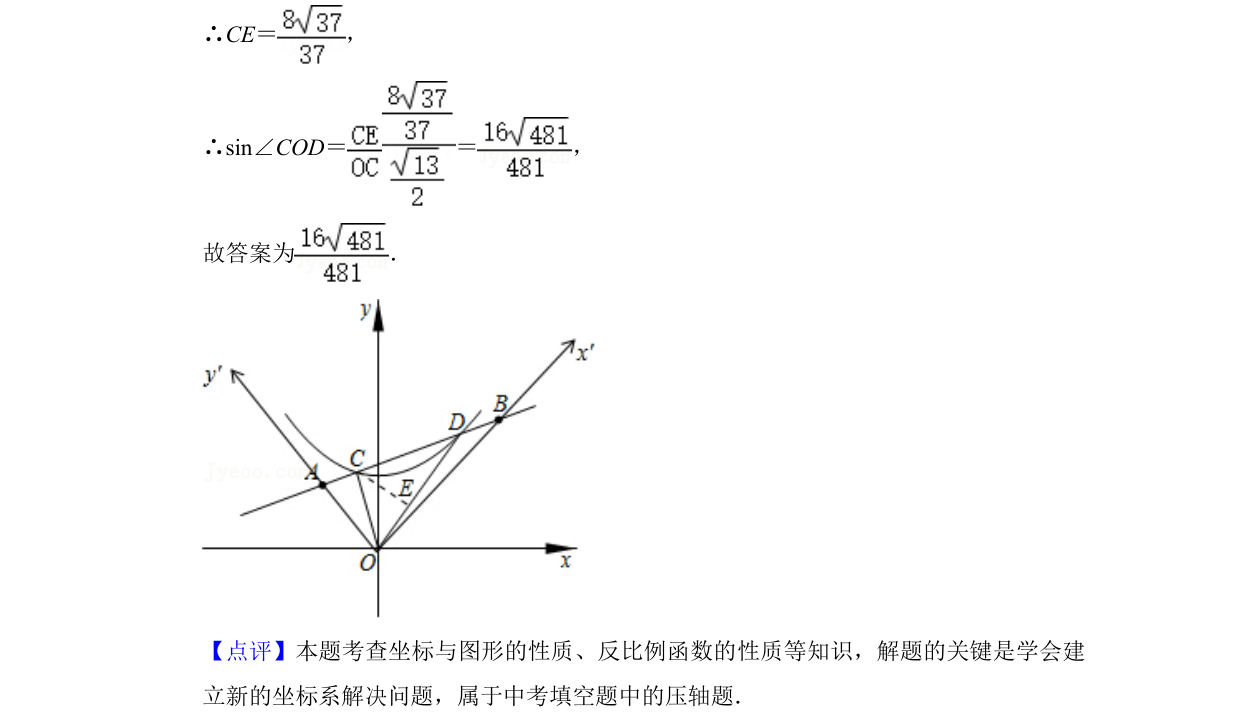 ∴CE=8√37/37,
∴sin∠COD=CE/OC (8√37/37)/(√13/2)=16√481/481,
故答案为16√481/481.
y
x′
y′
B
D
C
Jyeoo.com
A
E
O
x
【点评】本题考查坐标与图形的性质、反比例函数的性质等知识，解题的关键是学会建
立新的坐标系解决问题，属于中考填空题中的压轴题．